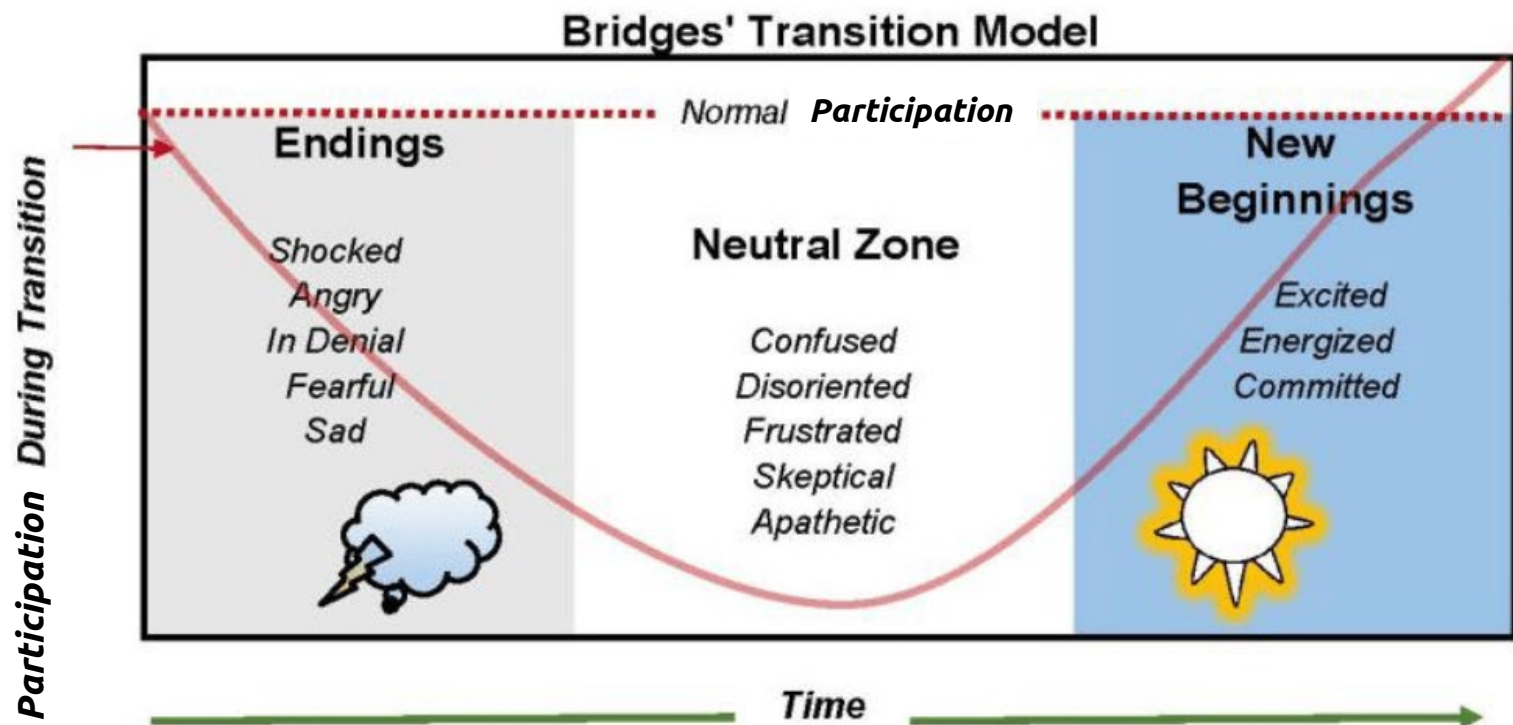 Bridges' Transition Model
Normal Participation
Endings
Shocked
Angry
In Denial
Fearful
Sad
Neutral Zone
Confused
Disoriented
Frustrated
Skeptical
Apathetic
New
Beginnings
Excited
Energized
Committed
Participation During Transition
Time